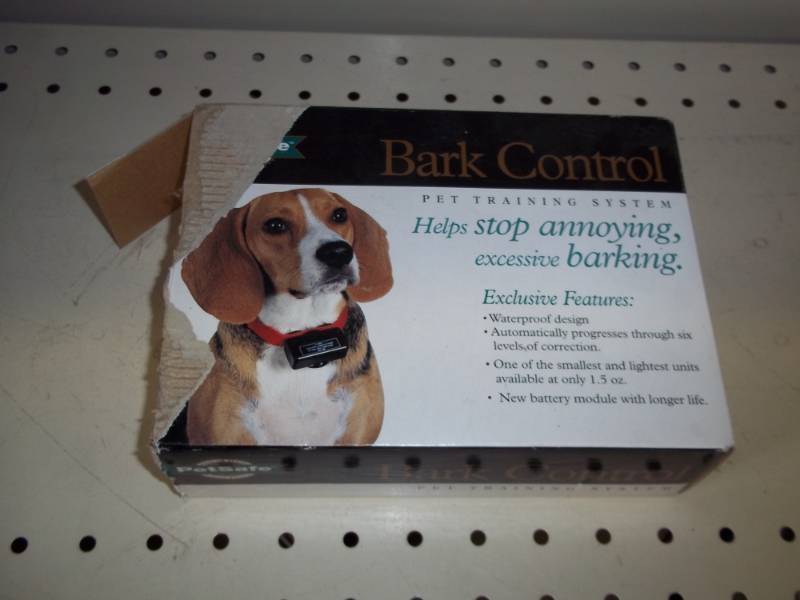 Bark Control
PET TRAINING SYSTEM
Helps stop annoying,
excessive barking.
Exclusive Features:
• Waterproof design
• Automatically progresses through six
levels,of correction.
• One of the smallest and lightest units
available at only 1.5 oz.
• New battery module with longer life.
PetSafe
Bark Control
PET TRAINING SYSTEM